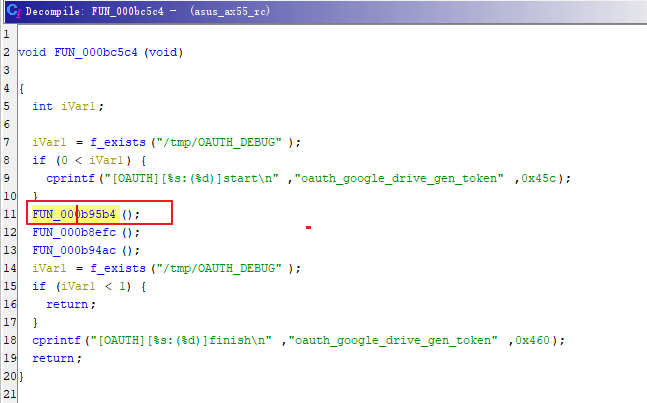 Decompile: FUN_000bc5c4 - (asus_ax55_rc)
1
2 void FUN_000bc5c4 (void)
3
4 {
5 int iVar1;
6
7 iVar1 = f_exists ("/tmp/OAUTH_DEBUG" );
8 if (0 < iVar1) {
9 cprintf ("[OAUTH][%s:(%d)]start\n" ,"oauth_google_drive_gen_token" ,0x45c);
10 }
11 FUN_000b95b4 ();
12 FUN_000b8efc ();
13 FUN_000b94ac ();
14 iVar1 = f_exists ("/tmp/OAUTH_DEBUG" );
15 if (iVar1 < 1) {
16 return;
17 }
18 cprintf ("[OAUTH][%s:(%d)]finish\n" ,"oauth_google_drive_gen_token" ,0x460);
19 return;
20 }
21